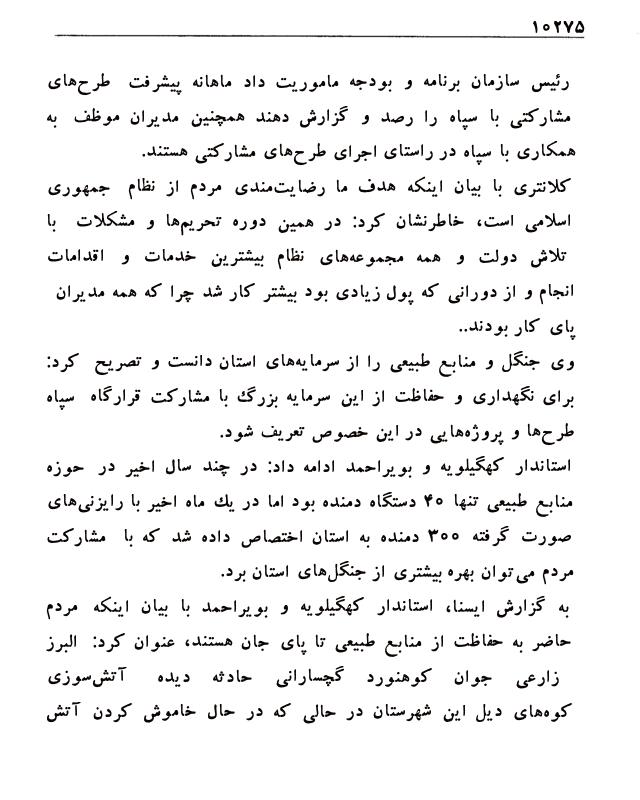 ۱۰۲۷۵
رئیس سازمان برنامه و بودجه ماموریت داد ماهانه پیشرفت طرح‌های
مشارکتی با سپاه را رصد و گزارش دهند همچنین مدیران موظف به
همکاری با سپاه در راستای اجرای طرح‌های مشارکتی هستند.
کلانتری با بیان اینکه هدف ما رضایت‌مندی مردم از نظام جمهوری
اسلامی است، خاطرنشان کرد: در همین دوره تحریم‌ها و مشکلات با
تلاش دولت و همه مجموعه‌های نظام بیشترین خدمات و اقدامات
انجام و از دورانی که پول زیادی بود بیشتر کار شد چرا که همه مدیران
پای کار بودند..
وی جنگل و منابع طبیعی را از سرمایه‌های استان دانست و تصریح کرد:
برای نگهداری و حفاظت از این سرمایه بزرگ با مشارکت قرارگاه سپاه
طرح‌ها و پروژه‌هایی در این خصوص تعریف شود.
استاندار کهگیلویه و بویراحمد ادامه داد: در چند سال اخیر در حوزه
منابع طبیعی تنها ۴۰ دستگاه دمنده بود اما در یك ماه اخیر با رایزنی‌های
صورت گرفته ۳۰۰ دمنده به استان اختصاص داده شد که با مشارکت
مردم می‌توان بهره بیشتری از جنگل‌های استان برد.
به گزارش ایسنا، استاندار کهگیلویه و بویراحمد با بیان اینکه مردم
حاضر به حفاظت از منابع طبیعی تا پای جان هستند، عنوان کرد: البرز
زارعی جوان کوهنورد گچسارانی حادثه دیده آتش‌سوزی
کوه‌های دیل این شهرستان در حالی که در حال خاموش کردن آتش